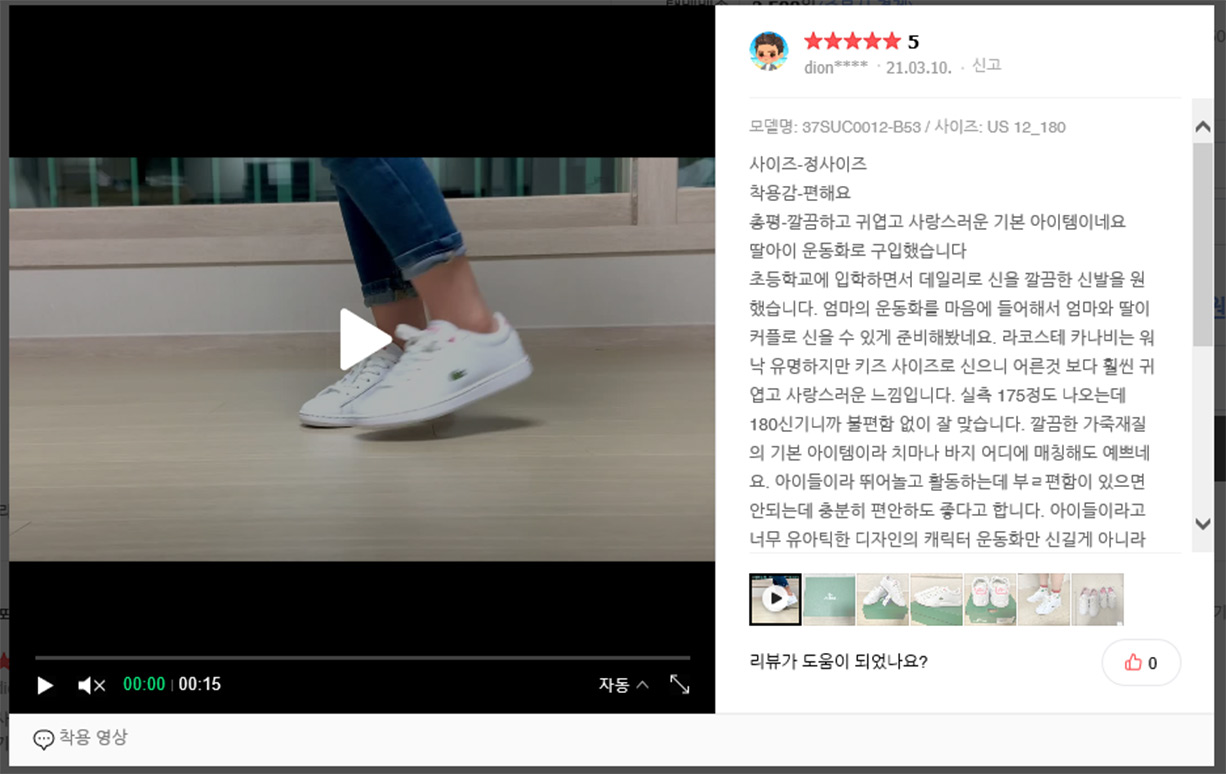 5
dion**** · 21.03.10. · 신고
모델명: 37SUC0012-B53 / 사이즈: US 12_180
사이즈-정사이즈
착용감-편해요
총평-깔끔하고 귀엽고 사랑스러운 기본 아이템이네요
딸아이 운동화로 구입했습니다
초등학교에 입학하면서 데일리로 신을 깔끔한 신발을 원
했습니다. 엄마의 운동화를 마음에 들어해서 엄마와 딸이
커플로 신을 수 있게 준비해봤네요. 라코스테 카나비는 워
낙 유명하지만 키즈 사이즈로 신으니 어른것 보다 훨씬 귀
엽고 사랑스러운 느낌입니다. 실측 175정도 나오는데
180신기니까 불편함 없이 잘 맞습니다. 깔끔한 가죽재질
의 기본 아이템이라 치마나 바지 어디에 매칭해도 예쁘네
요. 아이들이라 뛰어놀고 활동하는데 부ㄹ편함이 있으면
안되는데 충분히 편안하도 좋다고 합니다. 아이들이라고
너무 유아틱한 디자인의 캐릭터 운동화만 신길게 아니라
리뷰가 도움이 되었나요?
0
00:00 | 00:15
자동
착용 영상